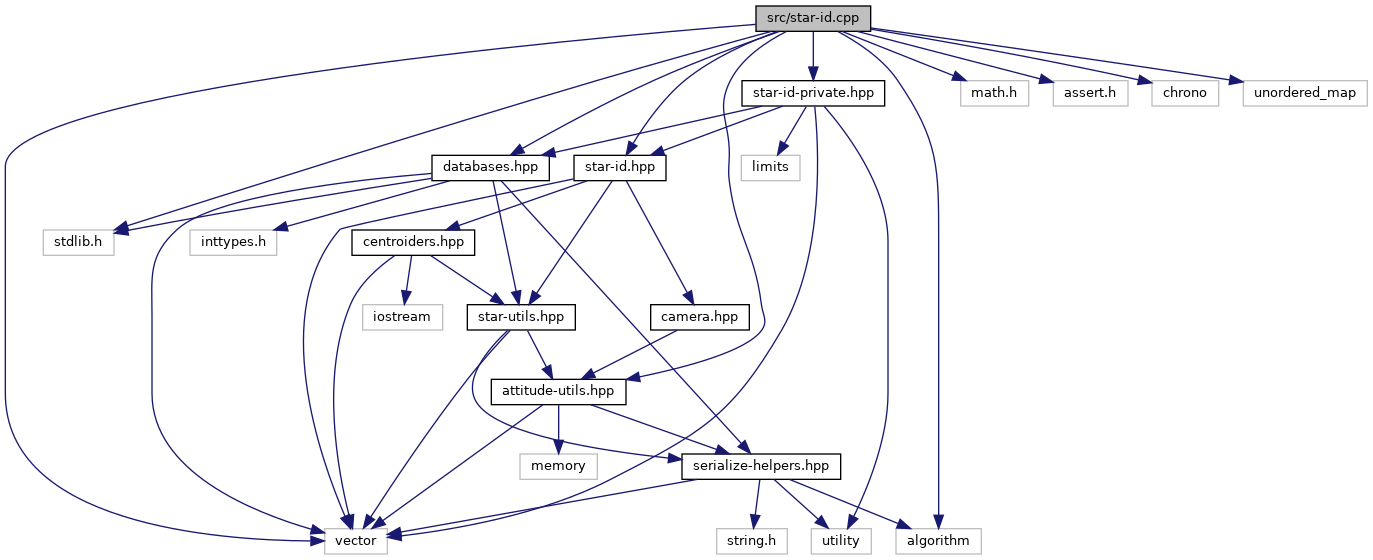 src/star-id.cpp
star-id-private.hpp
math.h
assert.h
chrono
unordered_map
databases.hpp
star-id.hpp
limits
stdlib.h
inttypes.h
centroiders.hpp
iostream
star-utils.hpp
camera.hpp
attitude-utils.hpp
memory
serialize-helpers.hpp
vector
string.h
utility
algorithm